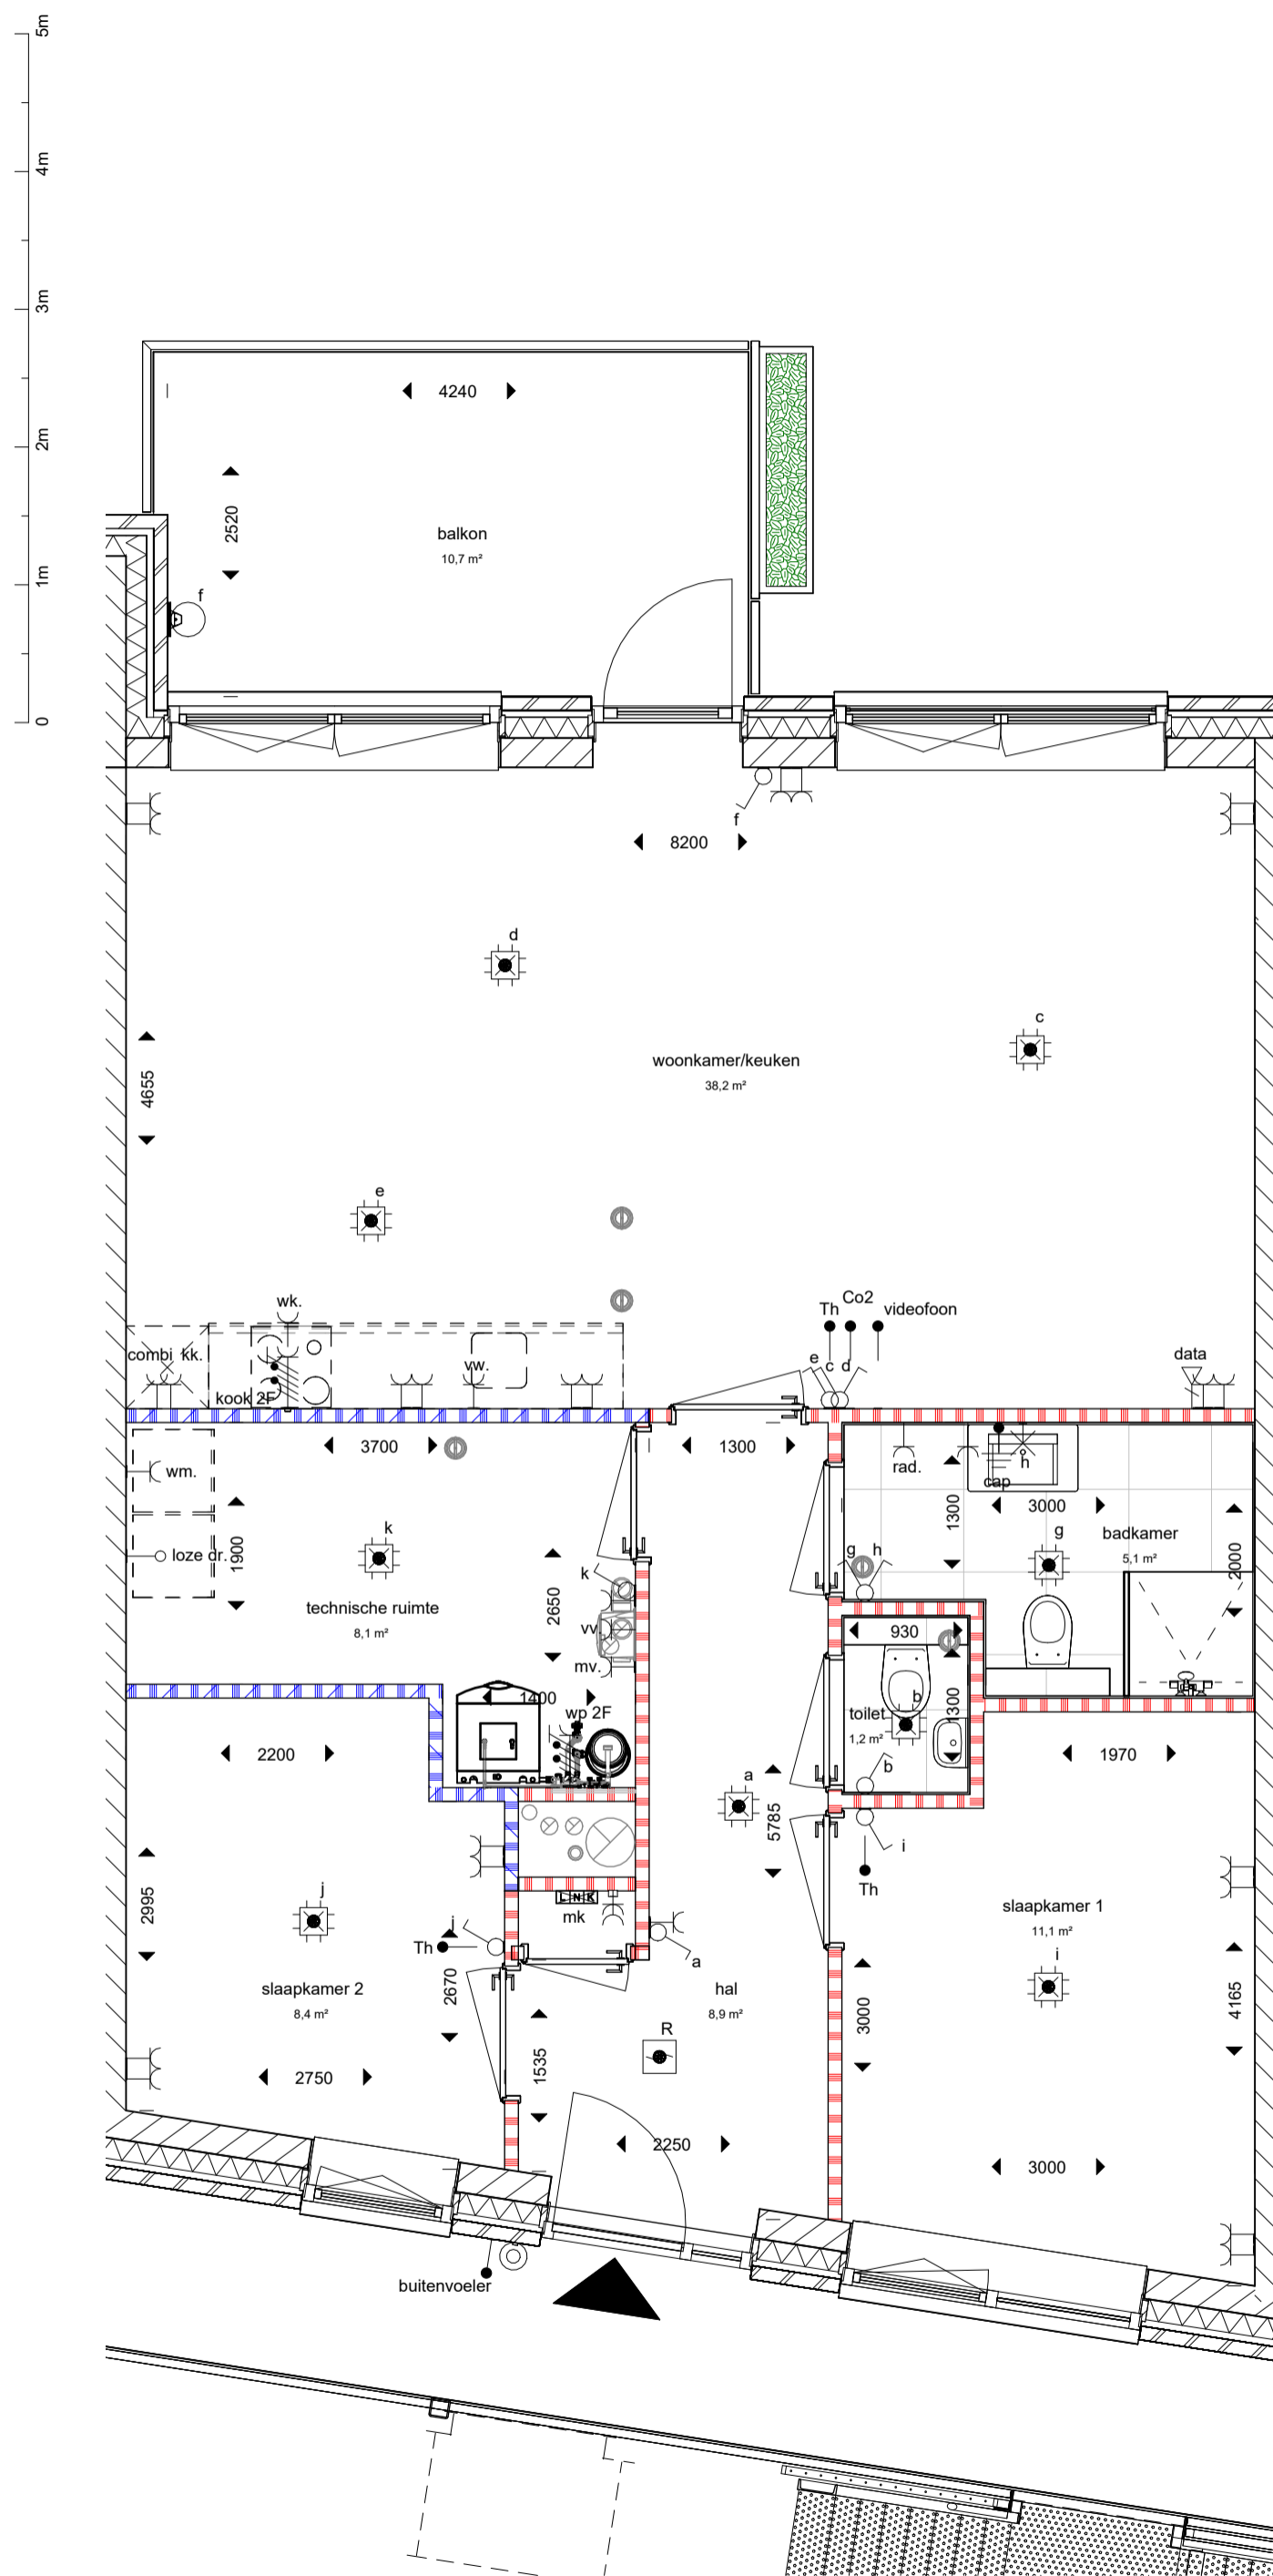 5m
4m
3m
2m
1m
0
4240
2520
balkon
10,7 m²
f
f
8200
d
c
woonkamer/keuken
38,2 m²
4655
e
wk.
combi kk.
kook 2F
vw.
Th
Co2
videofoon
e
c
d
data
3700
1300
wm.
loze dr.
1900
k
technische ruimte
8,1 m²
2650
k
vv.
mv.
1400
wp 2F
rad.
cap
h
3000
1300
g
badkamer
5,1 m²
2000
g
h
930
b
toilet
1,2 m²
1300
b
i
Th
1970
2200
a
5785
2995
j
j
Th
slaapkamer 2
8,4 m²
2670
2750
L N K
mk
a
hal
8,9 m²
R
1535
2250
slaapkamer 1
11,1 m²
i
3000
4165
3000
buitenvoeler